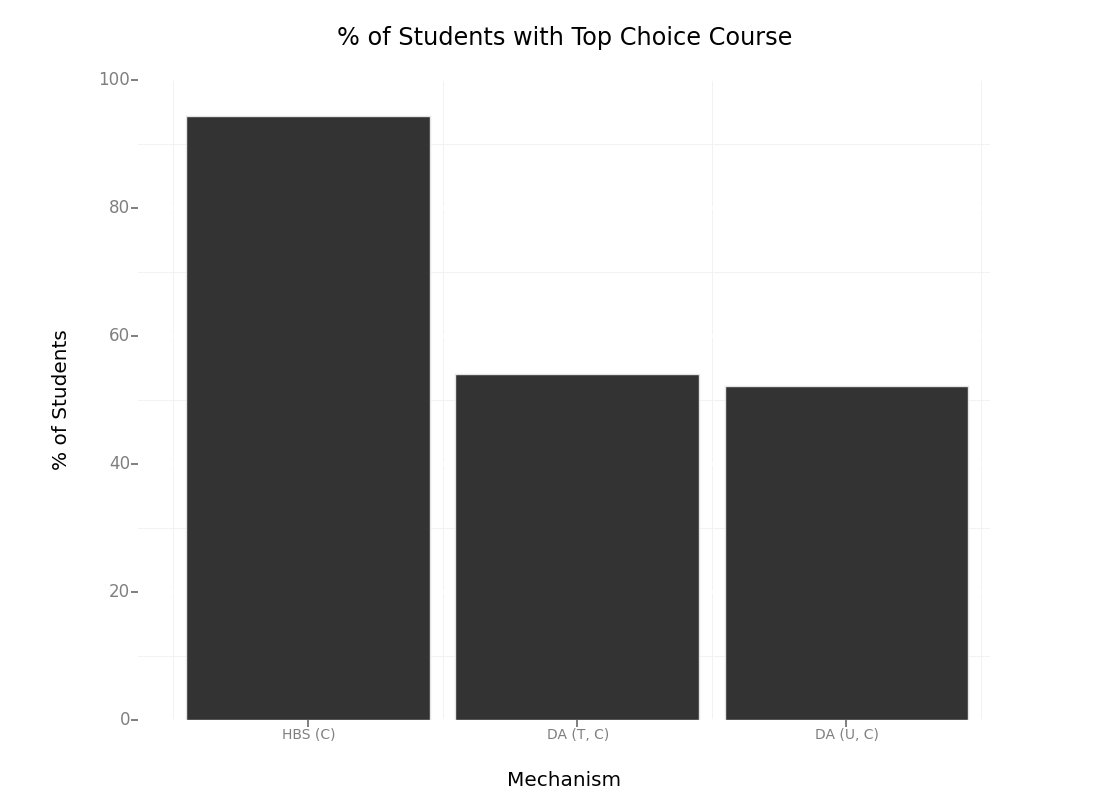 % of Students with Top Choice Course
100
80
60
40
20
0
% of Students
HBS (C)
DA (T, C)
DA (U, C)
Mechanism